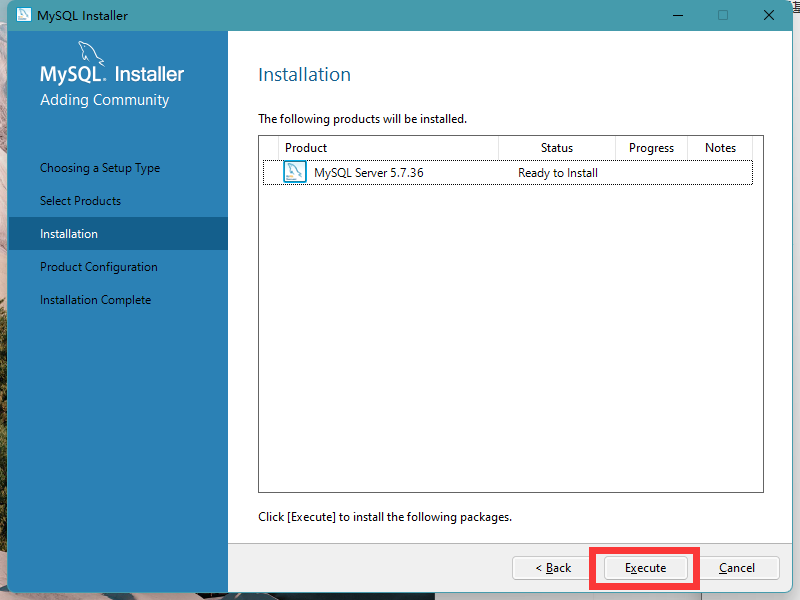 MySQL Installer
MySQL. Installer
Adding Community
Choosing a Setup Type
Select Products
Installation
Product Configuration
Installation Complete
Installation
The following products will be installed.
Product Status Progress Notes
MySQL Server 5.7.36 Ready to Install
Click [Execute] to install the following packages.
< Back Execute Cancel